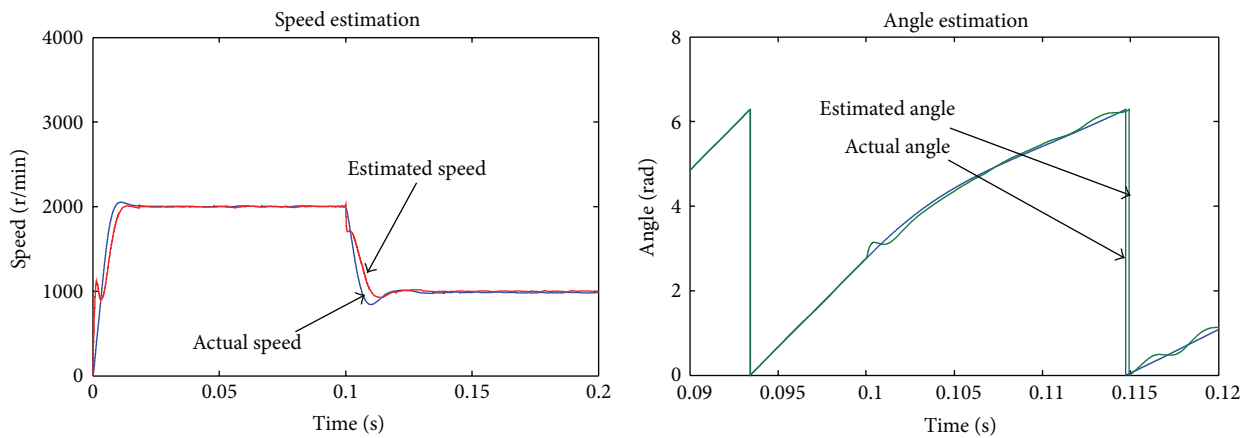 Speed estimation
4000
3000
2000
1000
0
Speed (r/min)
Estimated speed
Actual speed
0
0.05
0.1
0.15
0.2
Time (s)
Angle estimation
8
6
4
2
0
Angle (rad)
Estimated angle
Actual angle
0.09
0.095
0.1
0.105
0.11
0.115
0.12
Time (s)